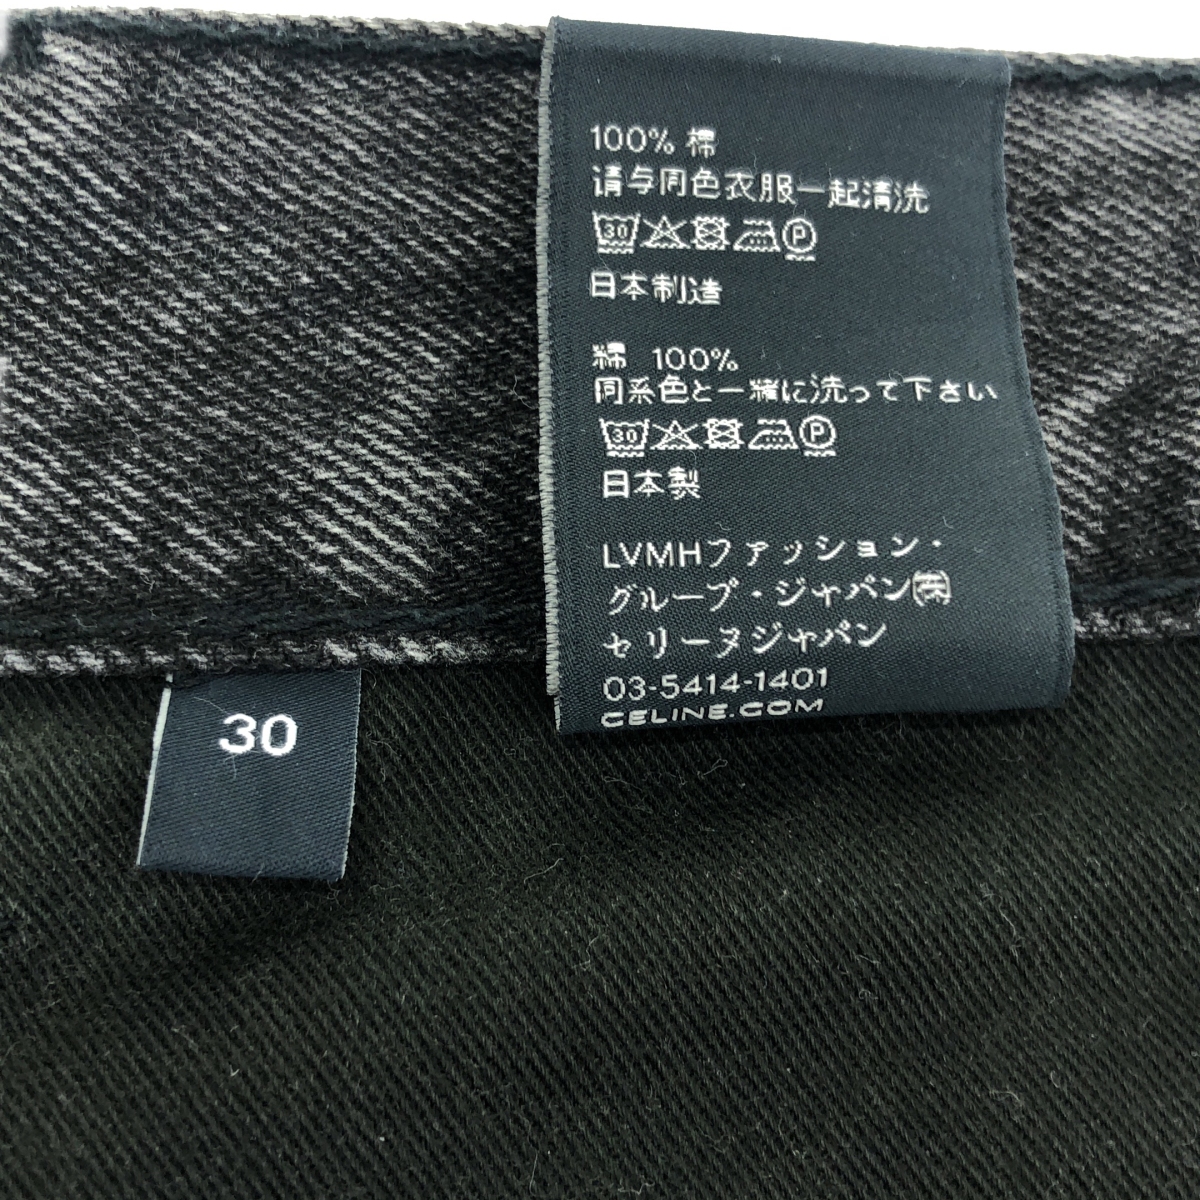 100% 棉
请与同色衣服一起清洗
30 P
日本制造
綿 100%
同系色と一緒に洗って下さい
30 P
日本製
LVMHファッション・
グループ・ジャパン㈱
セリーヌジャパン
03-5414-1401
CELINE.COM
30